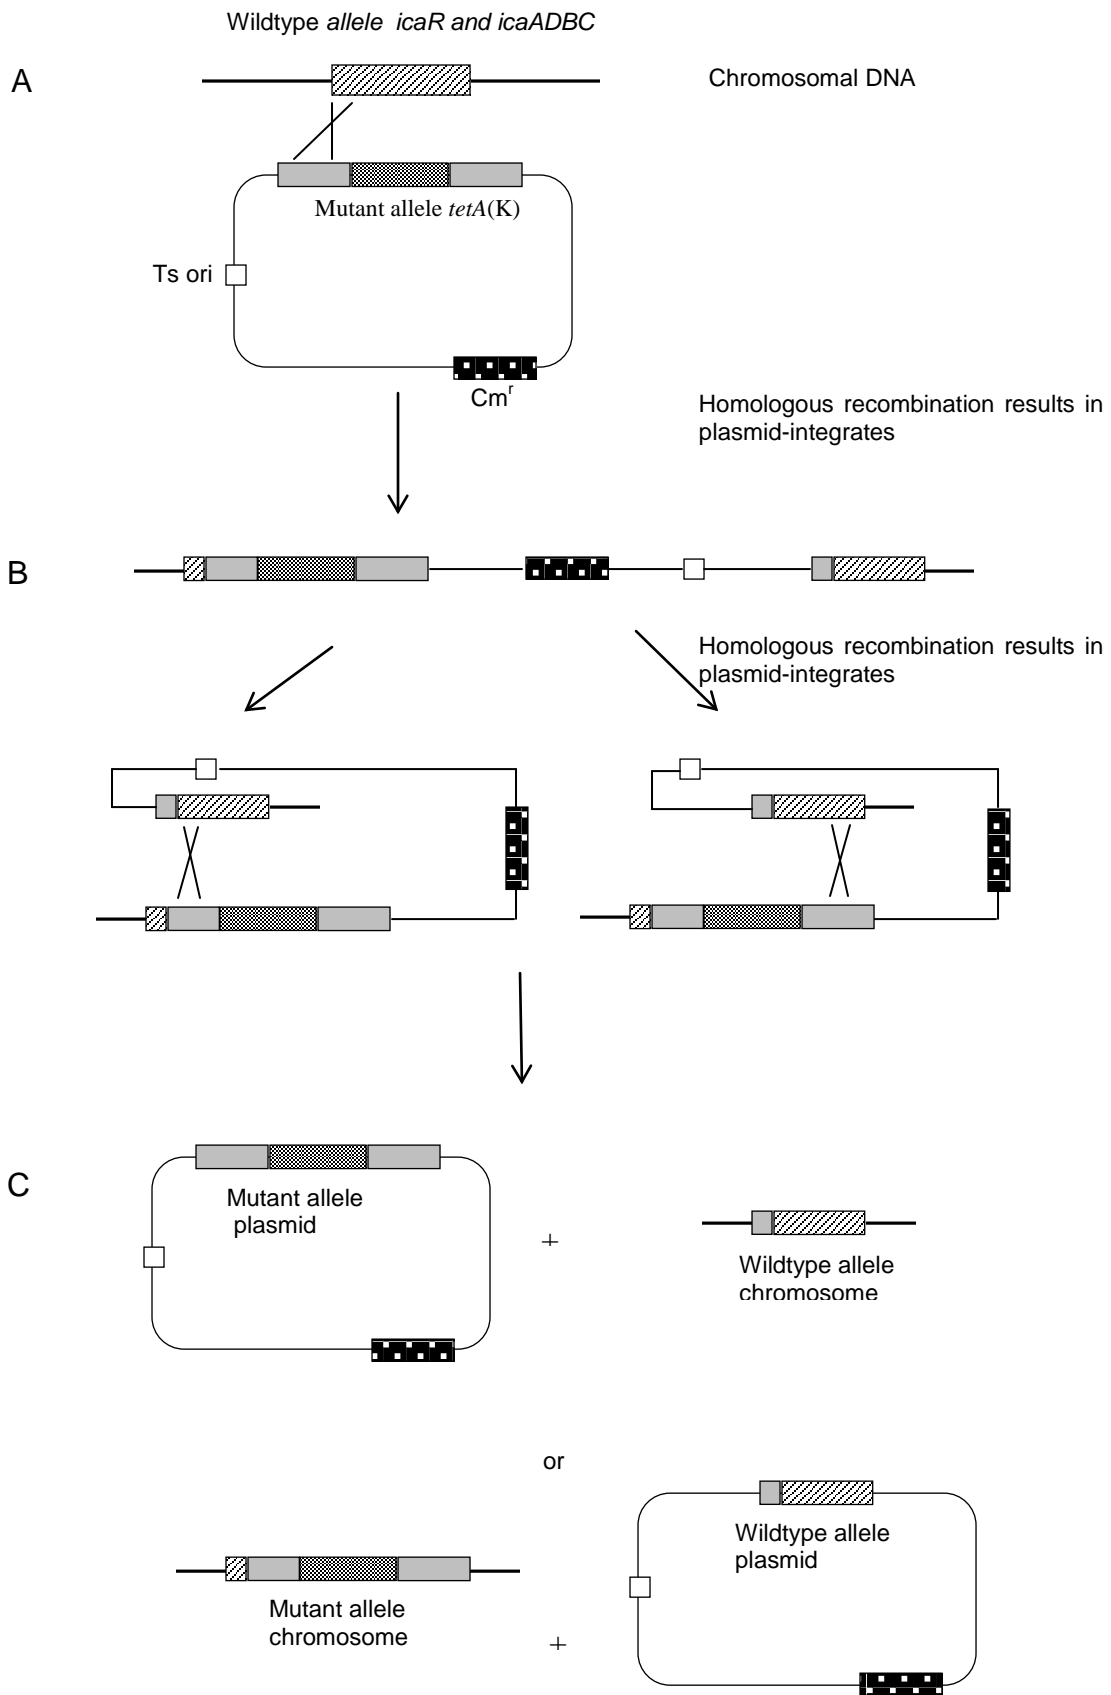 Wildtype allele icaR and icaADBC
A
Chromosomal DNA
Mutant allele tetA(K)
Ts ori
Cmʳ
Homologous recombination results in
plasmid-integrates
B
Homologous recombination results in
plasmid-integrates
C
Mutant allele
plasmid
+
Wildtype allele
chromosome
or
Wildtype allele
plasmid
Mutant allele
chromosome
+